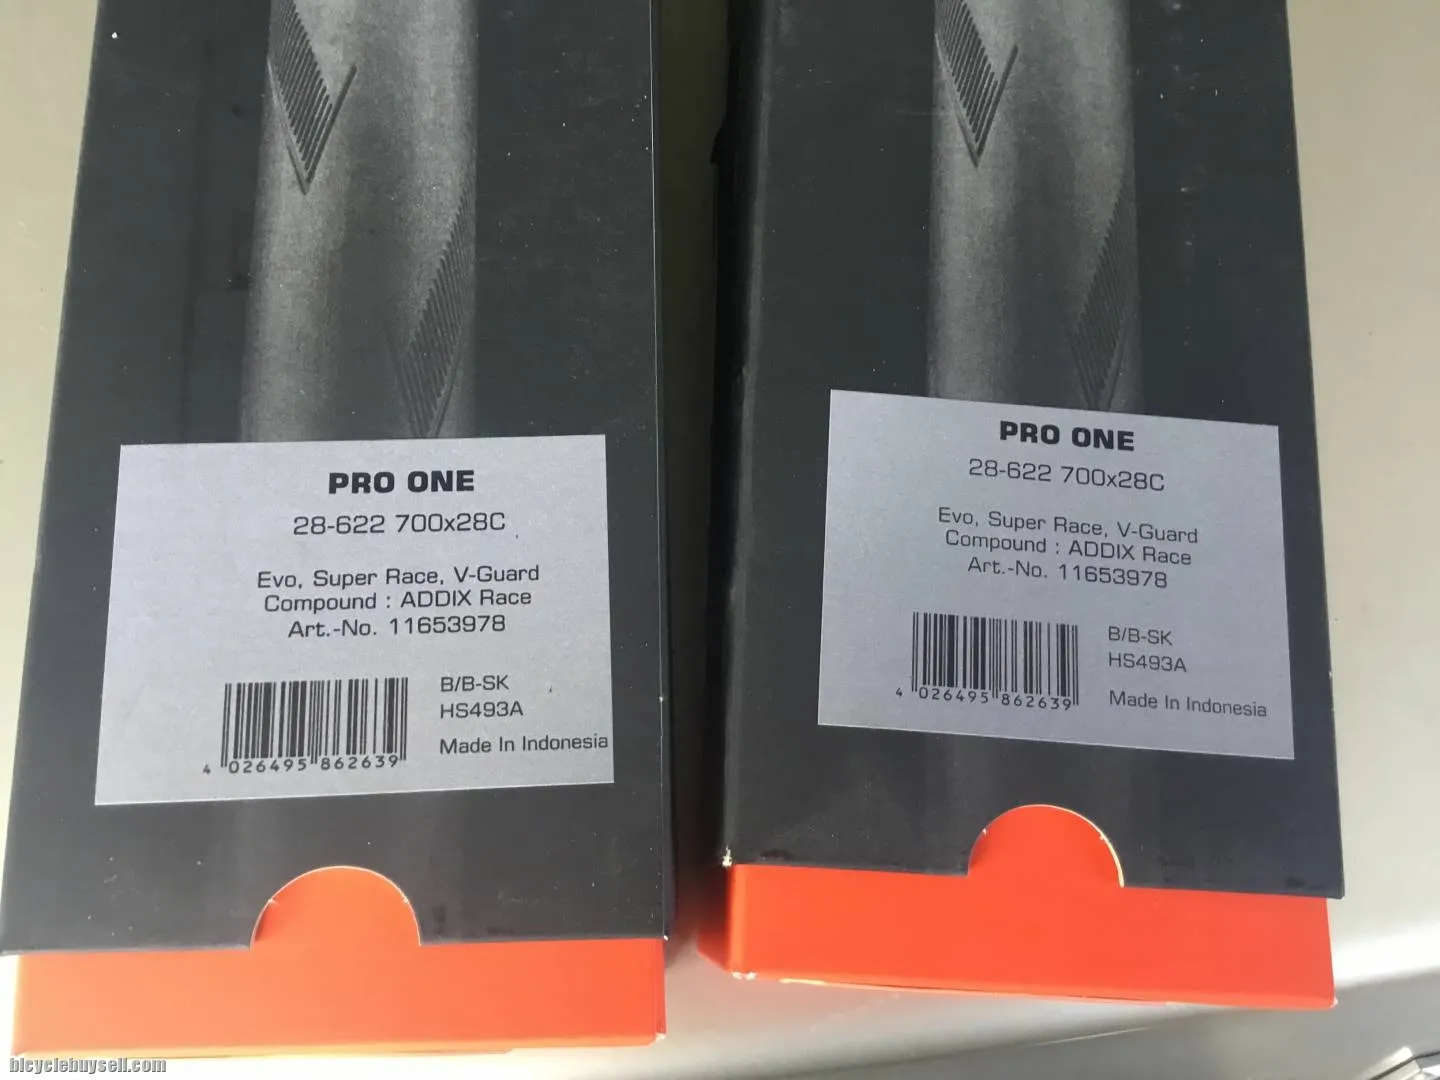 PRO ONE
28-622 700x28C
Evo, Super Race, V-Guard
Compound : ADDIX Race
Art.-No. 11653978
B/B-SK
HS493A
Made In Indonesia
4 026495 862639
PRO ONE
28-622 700x28C
Evo, Super Race, V-Guard
Compound : ADDIX Race
Art.-No. 11653978
B/B-SK
HS493A
Made In Indonesia
4 026495 862639
bicyclebuysell.com